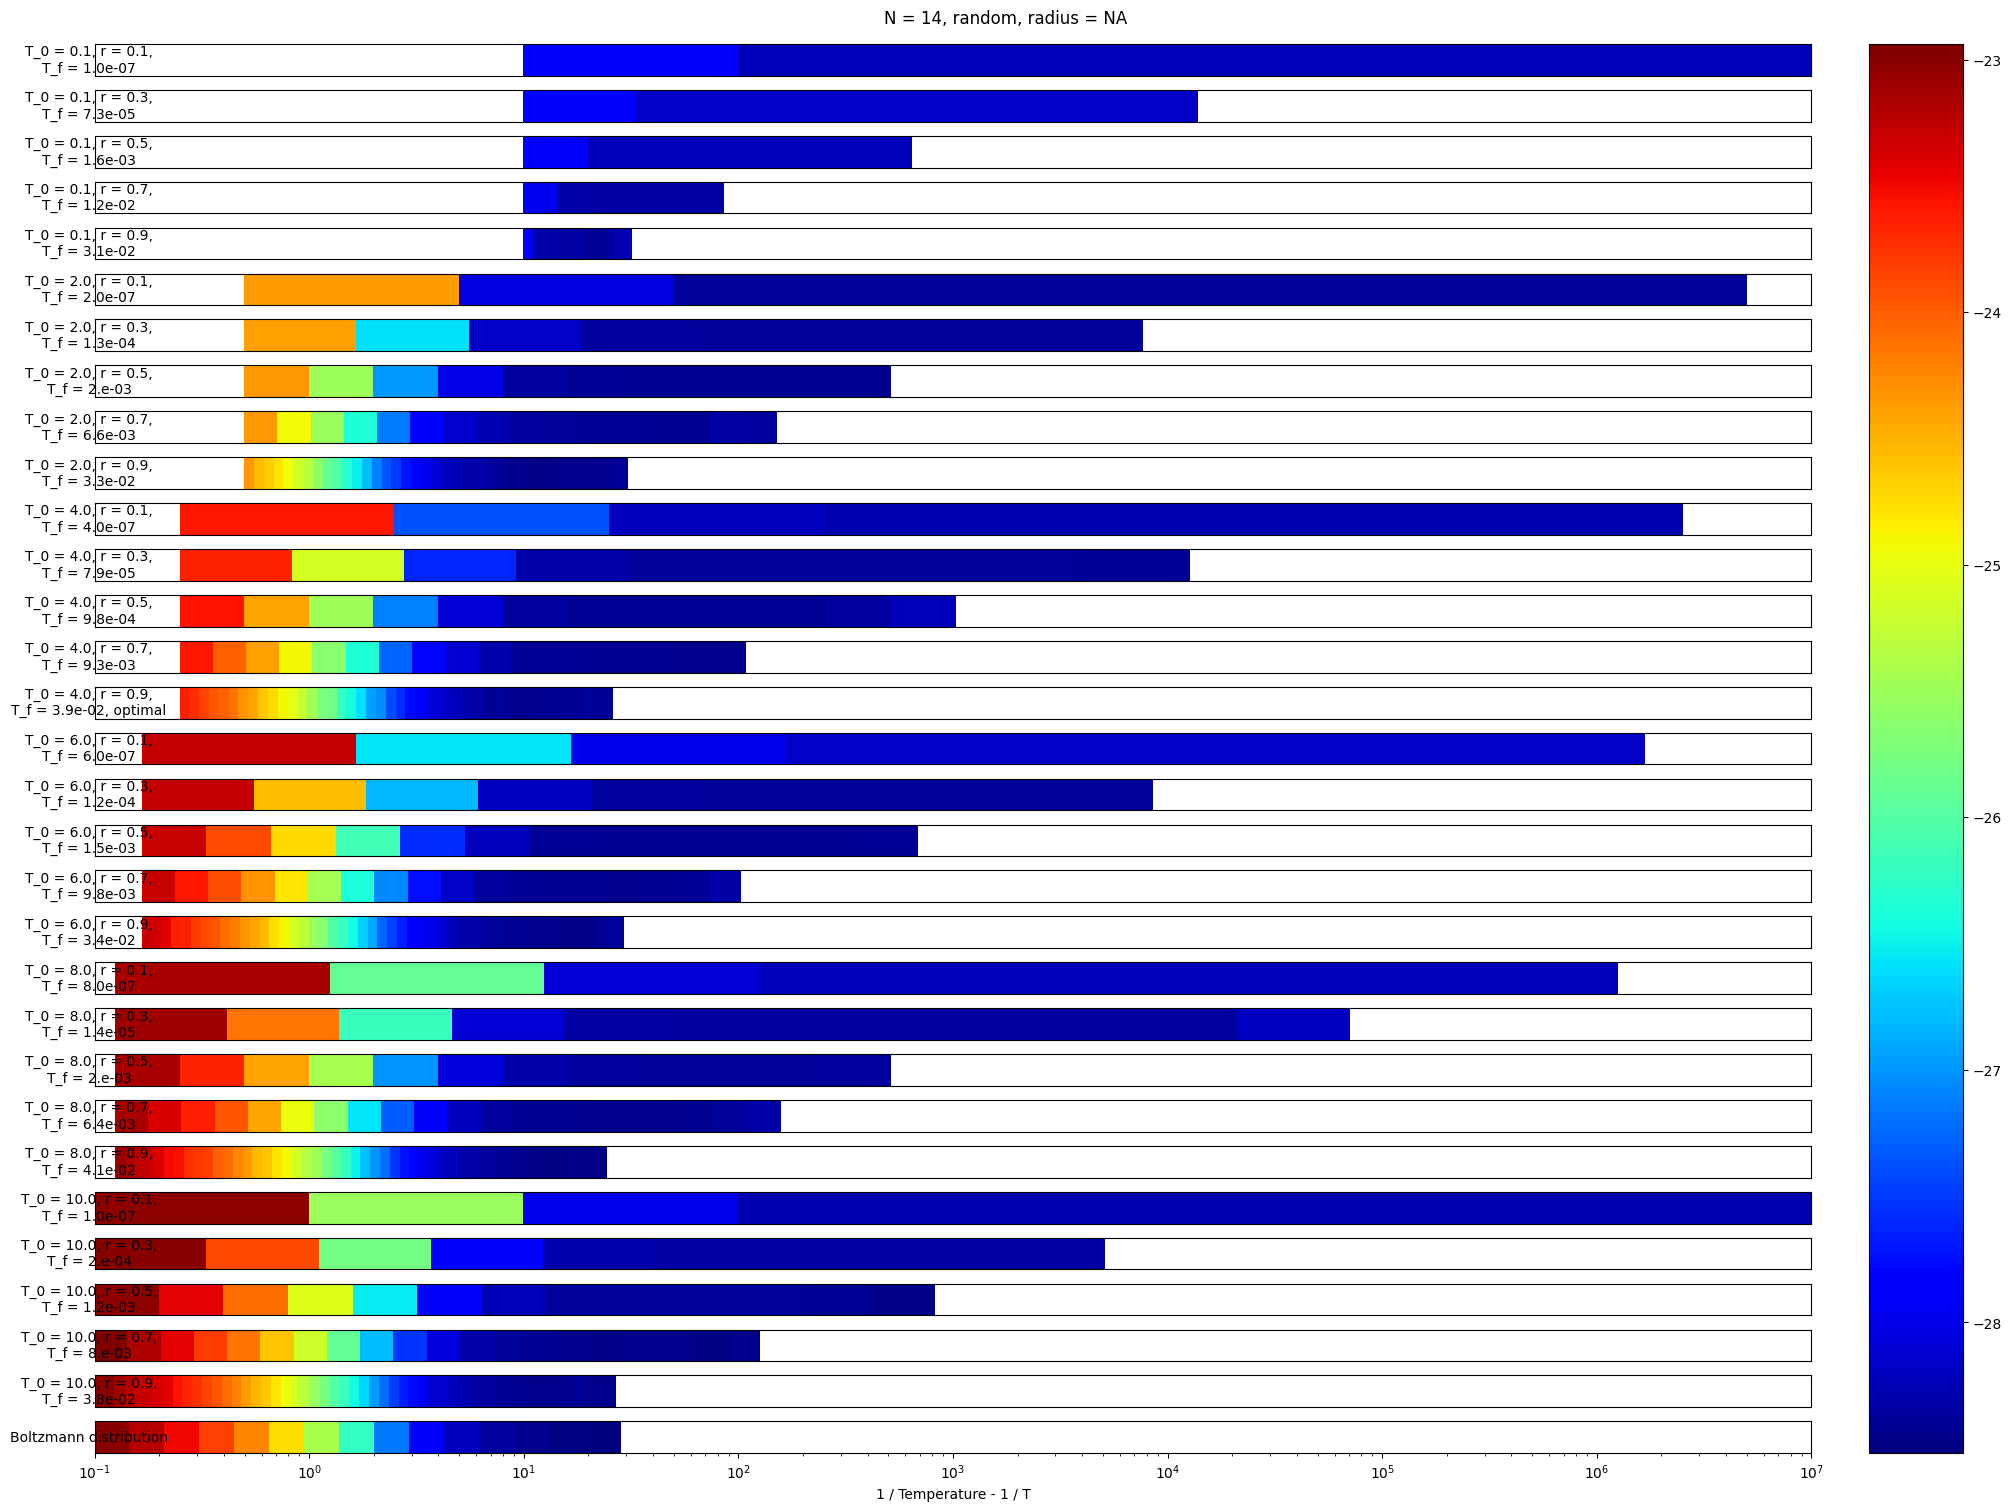 N = 14, random, radius = NA
T_0 = 0.1, r = 0.1,
T_f = 1.0e-07
T_0 = 0.1, r = 0.3,
T_f = 7.3e-05
T_0 = 0.1, r = 0.5,
T_f = 1.6e-03
T_0 = 0.1, r = 0.7,
T_f = 1.2e-02
T_0 = 0.1, r = 0.9,
T_f = 3.1e-02
T_0 = 2.0, r = 0.1,
T_f = 2.0e-07
T_0 = 2.0, r = 0.3,
T_f = 1.3e-04
T_0 = 2.0, r = 0.5,
T_f = 2.e-03
T_0 = 2.0, r = 0.7,
T_f = 6.6e-03
T_0 = 2.0, r = 0.9,
T_f = 3.3e-02
T_0 = 4.0, r = 0.1,
T_f = 4.0e-07
T_0 = 4.0, r = 0.3,
T_f = 7.9e-05
T_0 = 4.0, r = 0.5,
T_f = 9.8e-04
T_0 = 4.0, r = 0.7,
T_f = 9.3e-03
T_0 = 4.0, r = 0.9,
T_f = 3.9e-02, optimal
T_0 = 6.0, r = 0.1,
T_f = 6.0e-07
T_0 = 6.0, r = 0.3,
T_f = 1.2e-04
T_0 = 6.0, r = 0.5,
T_f = 1.5e-03
T_0 = 6.0, r = 0.7,
T_f = 9.8e-03
T_0 = 6.0, r = 0.9,
T_f = 3.4e-02
T_0 = 8.0, r = 0.1,
T_f = 8.0e-07
T_0 = 8.0, r = 0.3,
T_f = 1.4e-05
T_0 = 8.0, r = 0.5,
T_f = 2.e-03
T_0 = 8.0, r = 0.7,
T_f = 6.4e-03
T_0 = 8.0, r = 0.9,
T_f = 4.1e-02
T_0 = 10.0, r = 0.1,
T_f = 1.0e-07
T_0 = 10.0, r = 0.3,
T_f = 2.e-04
T_0 = 10.0, r = 0.5,
T_f = 1.2e-03
T_0 = 10.0, r = 0.7,
T_f = 8.e-03
T_0 = 10.0, r = 0.9,
T_f = 3.8e-02
Boltzmann distribution
10⁻¹ 10⁰ 10¹ 10² 10³ 10⁴ 10⁵ 10⁶ 10⁷
1 / Temperature - 1 / T
−23
−24
−25
−26
−27
−28